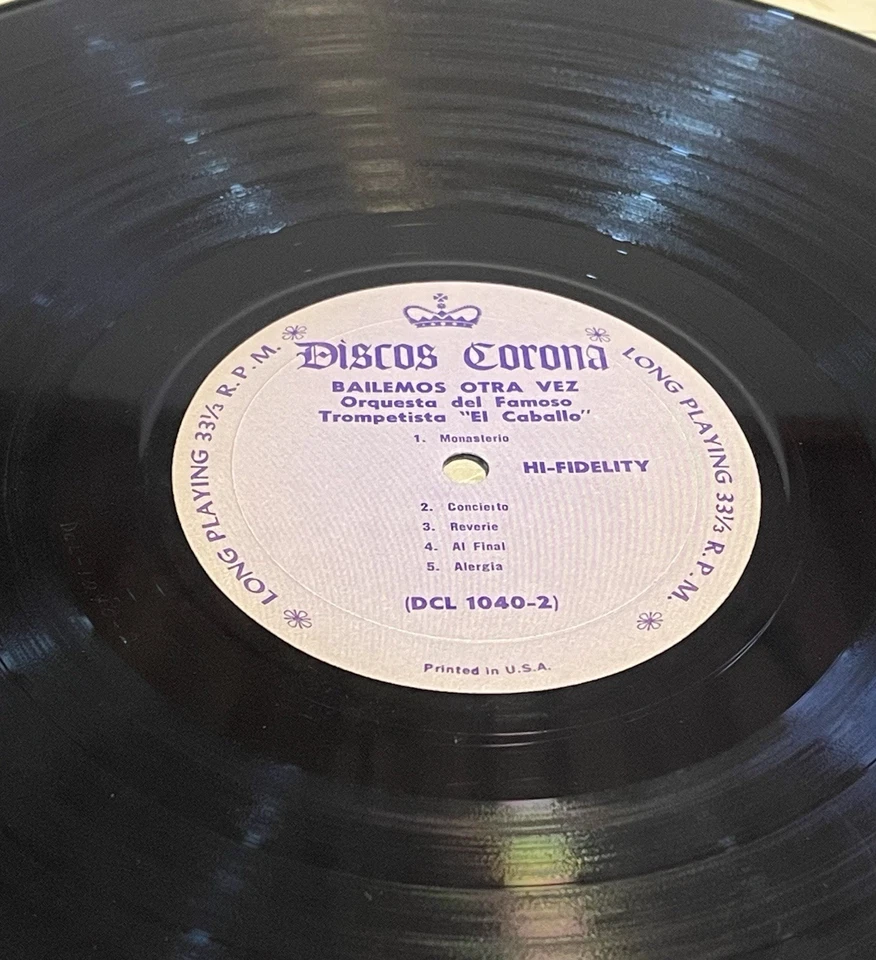 Discos Corona
BAILEMOS OTRA VEZ
Orquesta del Famoso
Trompetista "El Caballo"
1. Monasterio
HI-FIDELITY
2. Concierto
3. Reverie
4. Al Final
5. Alergia
(DCL 1040-2)
Printed in U.S.A.
LONG PLAYING 33⅓ R.P.M.
LONG PLAYING 33⅓ R.P.M.